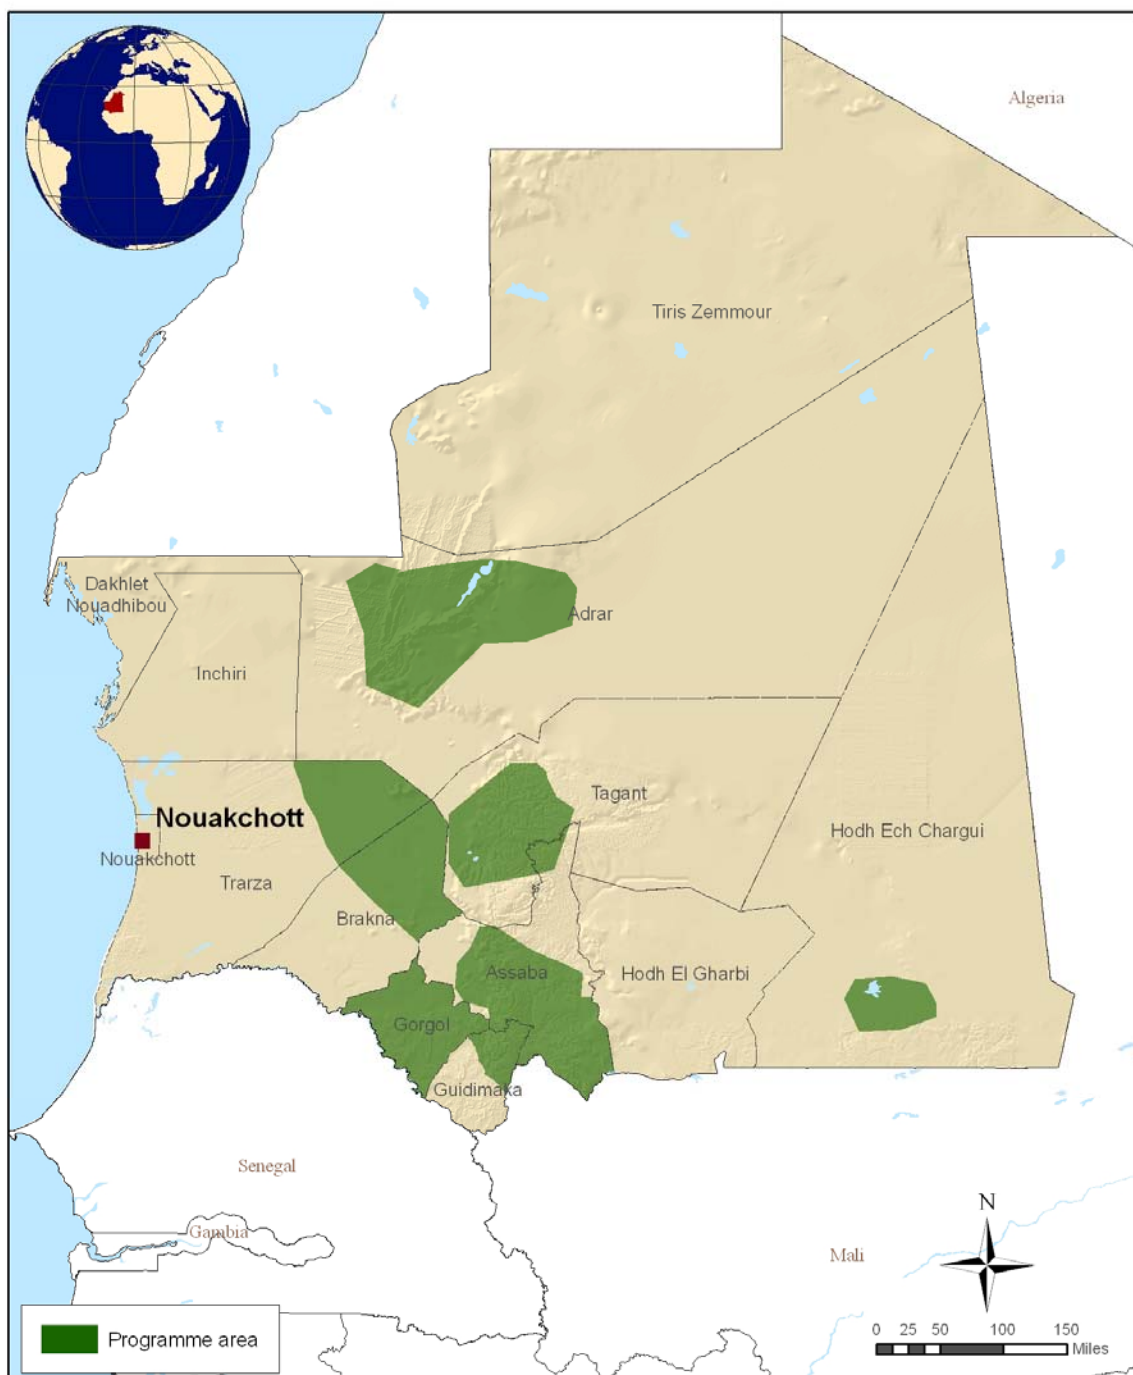 Algeria
Tiris Zemmour
Dakhlet
Nouadhibou
Adrar
Inchiri
Tagant
Nouakchott
Hodh Ech Chargui
Nouakchott
Trarza
Brakna
Assaba
Hodh El Gharbi
Gorgol
Guidimaka
Senegal
N
Gambia
Mali
Programme area
0 25 50 100 150
Miles